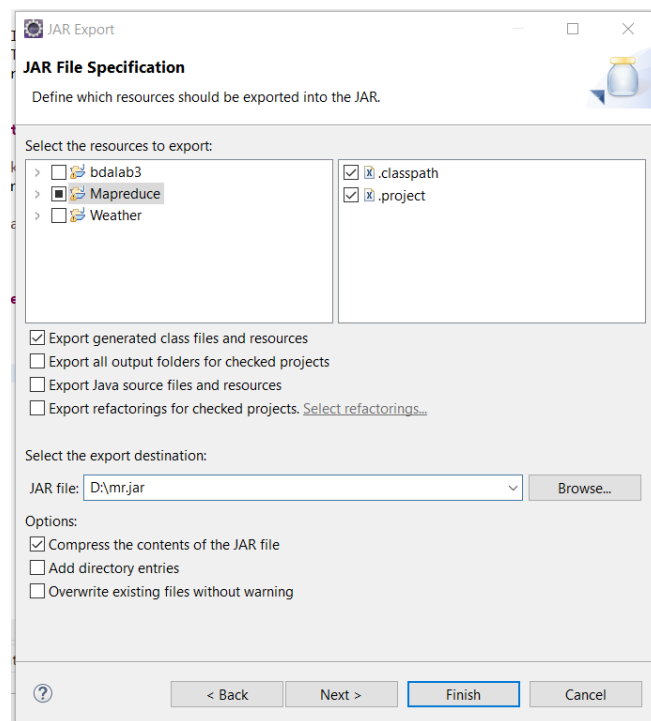 JAR Export
JAR File Specification
Define which resources should be exported into the JAR.
Select the resources to export:
bdalab3
Mapreduce
Weather
.classpath
.project
Export generated class files and resources
Export all output folders for checked projects
Export Java source files and resources
Export refactorings for checked projects. Select refactorings...
Select the export destination:
JAR file: D:\mr.jar Browse...
Options:
Compress the contents of the JAR file
Add directory entries
Overwrite existing files without warning
? < Back Next > Finish Cancel